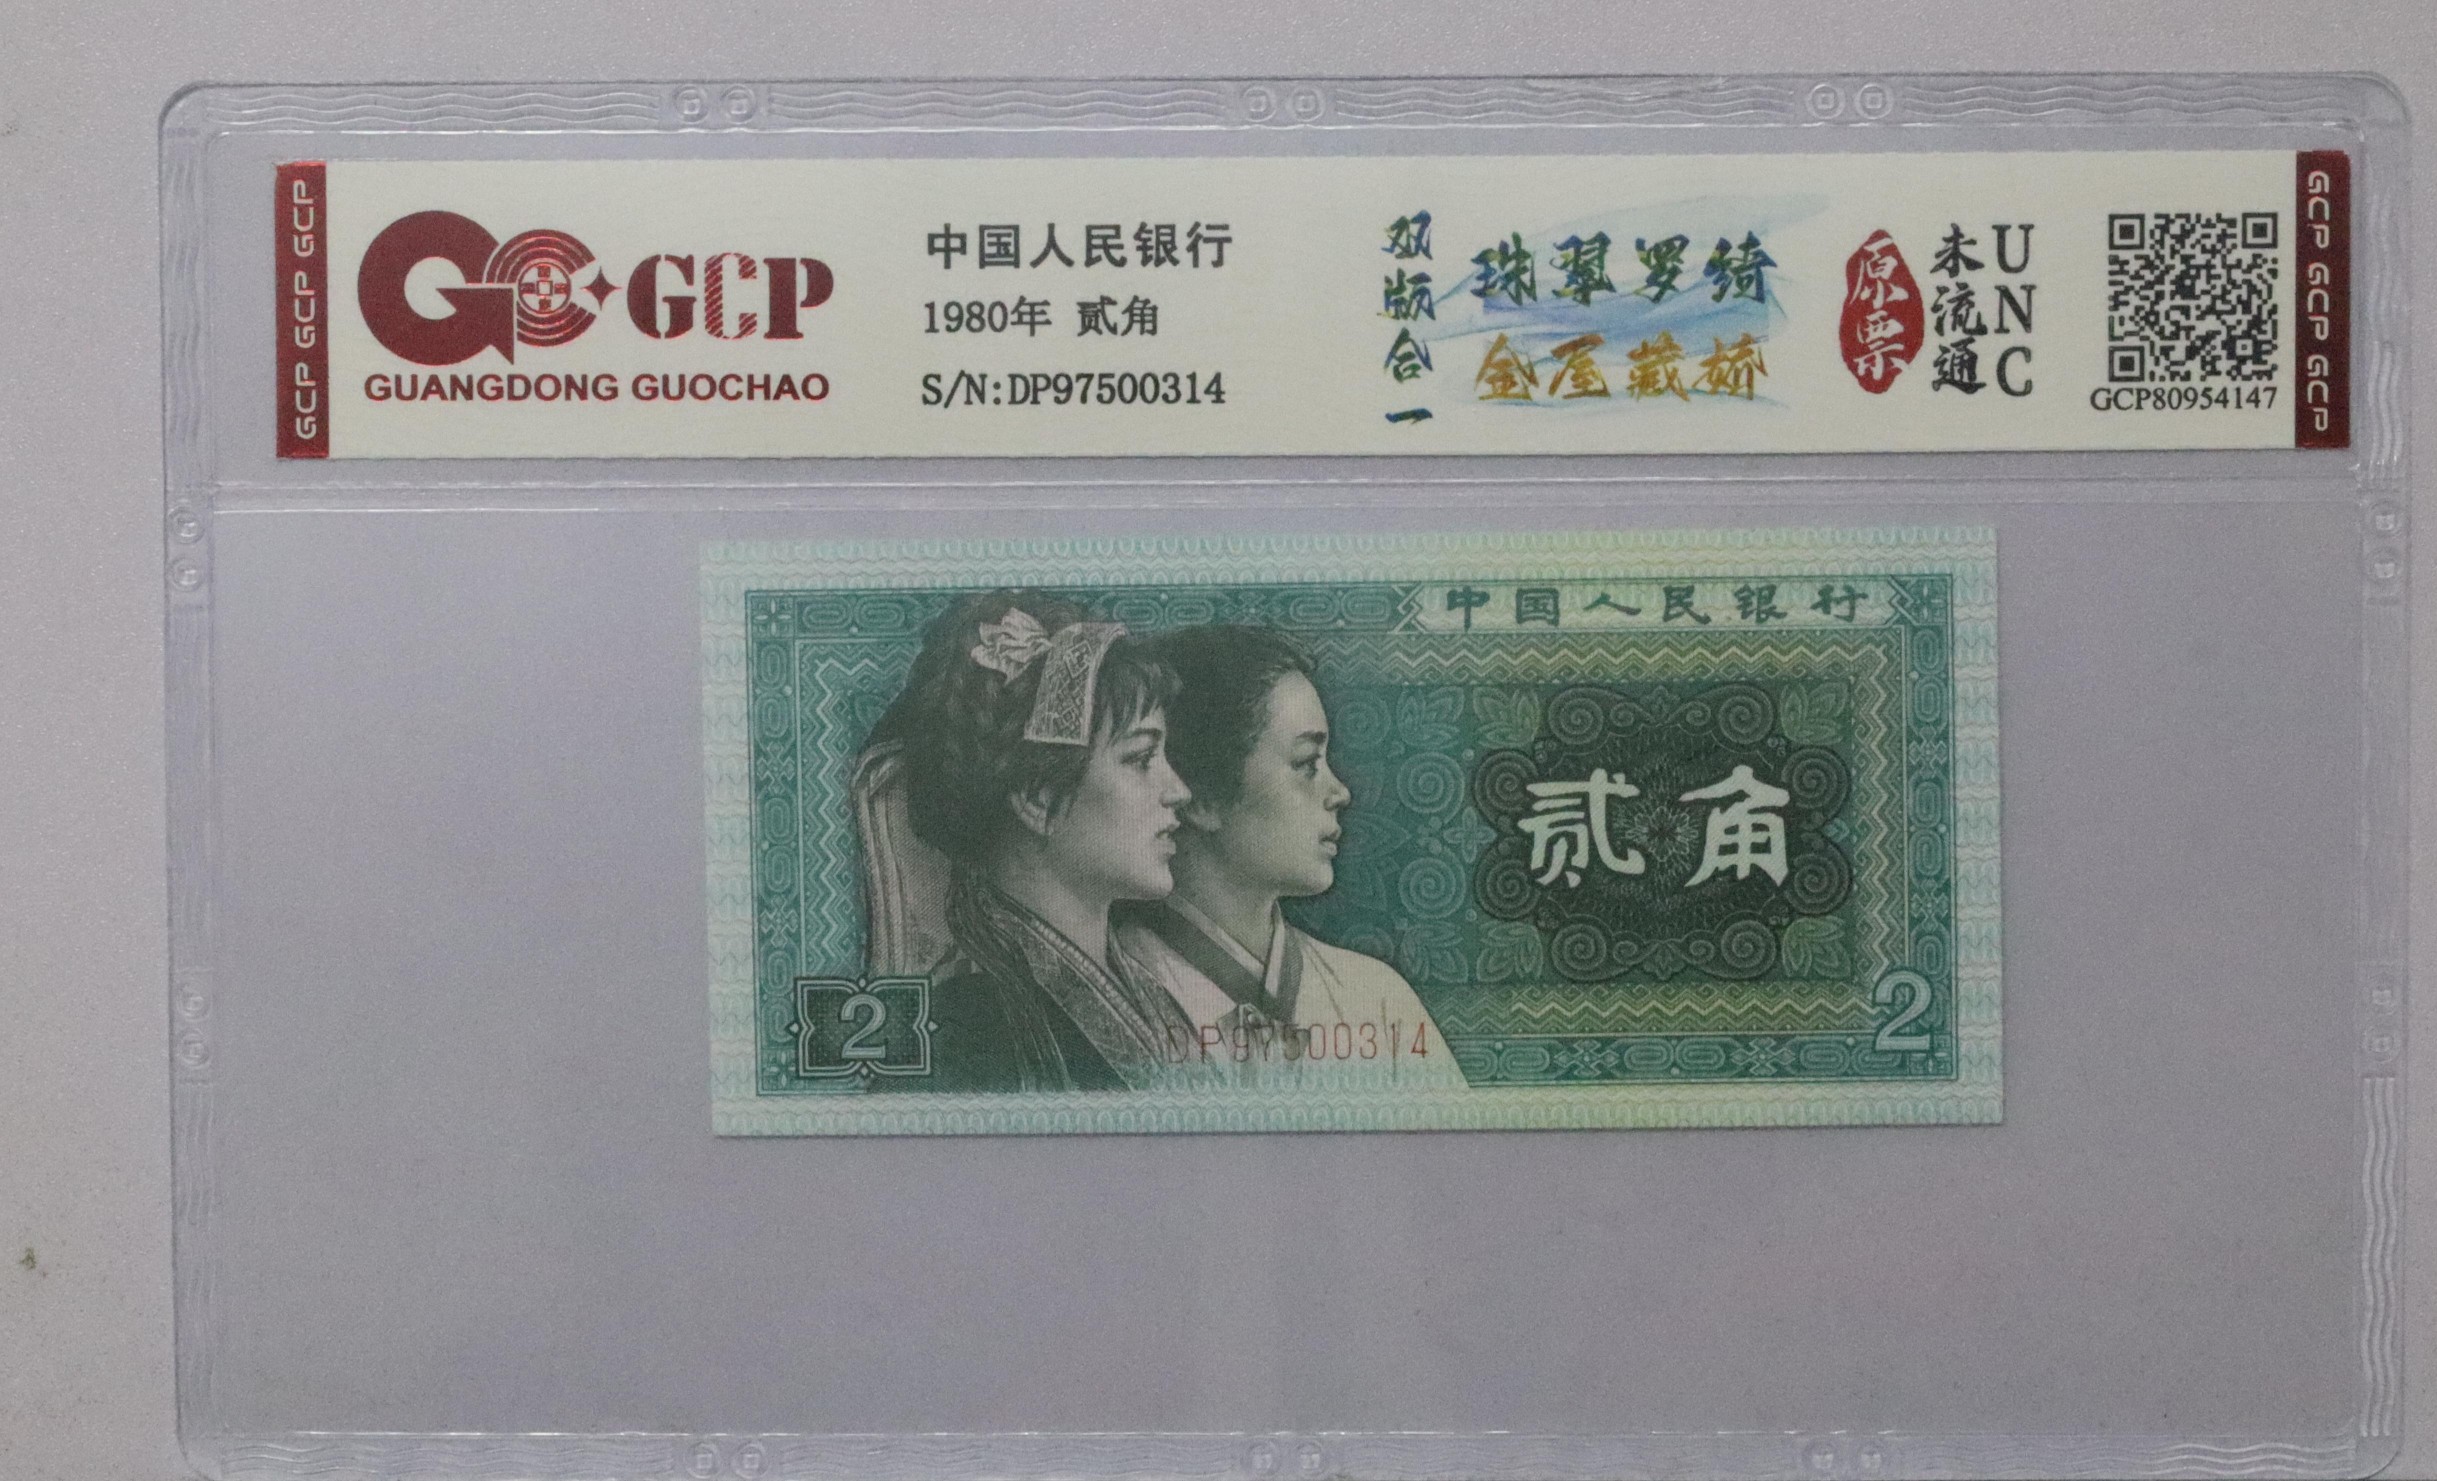 GCP GCP GCP
GCP
GUANGDONG GUOCHAO
中国人民银行
1980年 贰角
S/N:DP97500314
双版合一
珠翠罗绮
金屋藏娇
原票
未流通
UNC
GCP80954147
GCP GCP GCP
中国人民银行
贰角
2
DP97500314
2